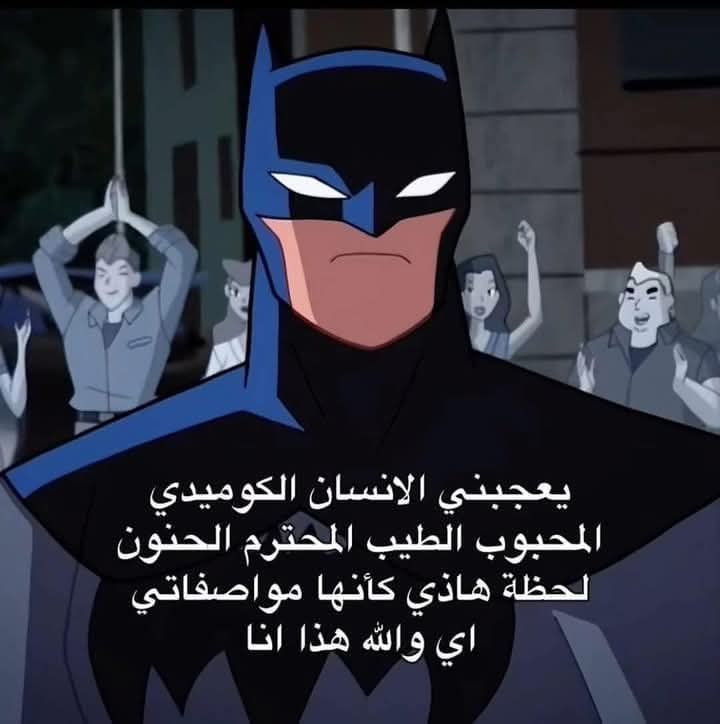 يعجبني الانسان الكوميدي
المحبوب الطيب المحترم الحنون
لحظة هاذي كأنها مواصفاتي
اي والله هذا انا